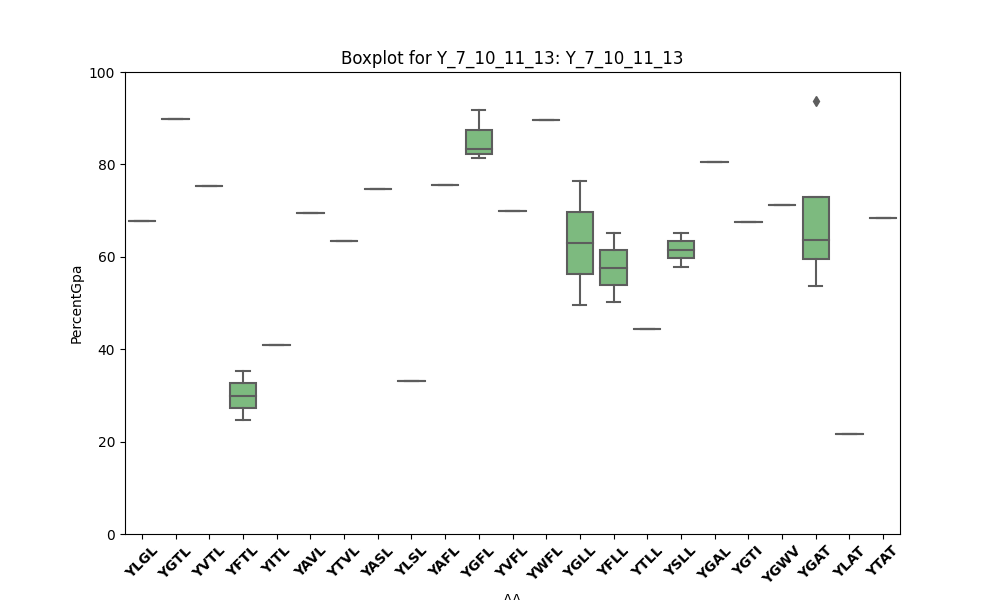 Boxplot for Y_7_10_11_13: Y_7_10_11_13
100
80
60
40
20
0
PercentGpa
YLGL YGTL YVTL YFTL YITL YAVL YTVL YASL YLSL YAFL YGFL YVFL YWFL YGLL YFLL YTLL YSLL YGAL YGTI YGWV YGAT YLAT YTAT
AA